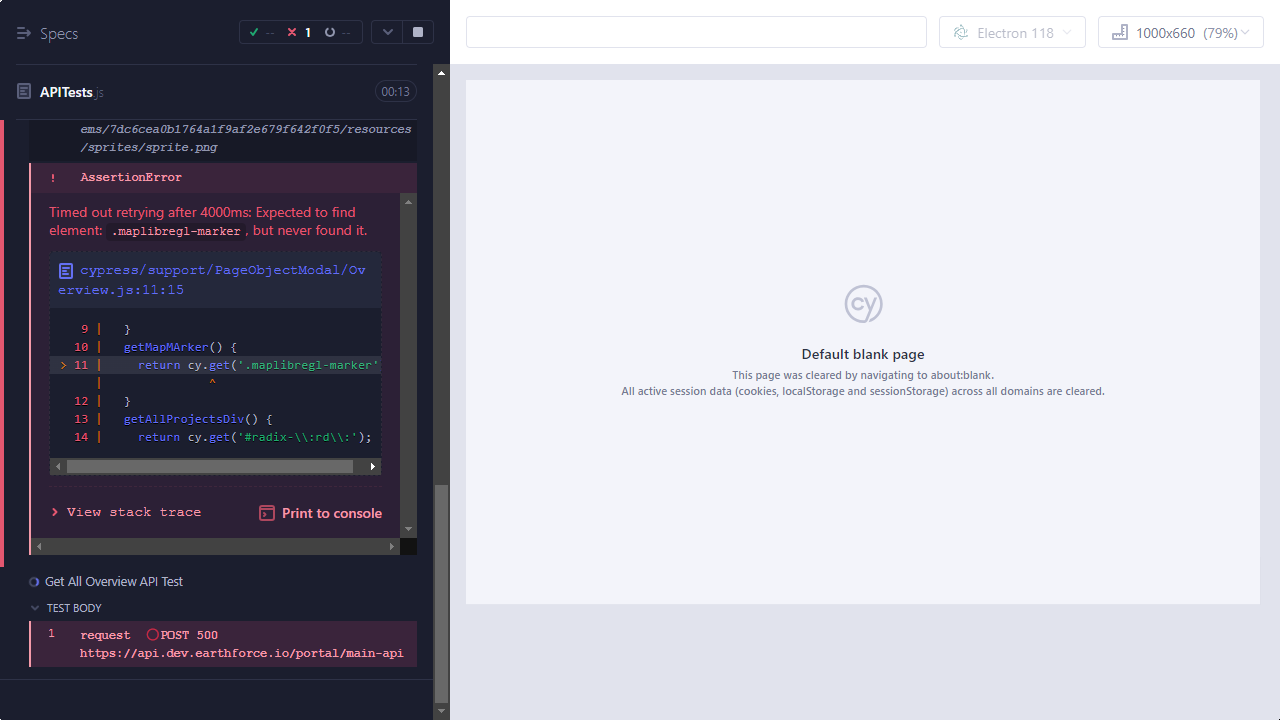 Specs
-- 1 --
Electron 118
1000x660 (79%)
APITests.js
00:13
ems/7dc6cea0b1764a1f9af2e679f642f0f5/resources
/sprites/sprite.png
! AssertionError
Timed out retrying after 4000ms: Expected to find
element: .maplibregl-marker, but never found it.
cypress/support/PageObjectModal/Ov
erview.js:11:15
9 | }
10 | getMapMArker() {
> 11 | return cy.get('.maplibregl-marker'
| ^
12 | }
13 | getAllProjectsDiv() {
14 | return cy.get('#radix-\\:rd\\:');
View stack trace
Print to console
Get All Overview API Test
TEST BODY
1 request POST 500
https://api.dev.earthforce.io/portal/main-api
cy
Default blank page
This page was cleared by navigating to about:blank.
All active session data (cookies, localStorage and sessionStorage) across all domains are cleared.